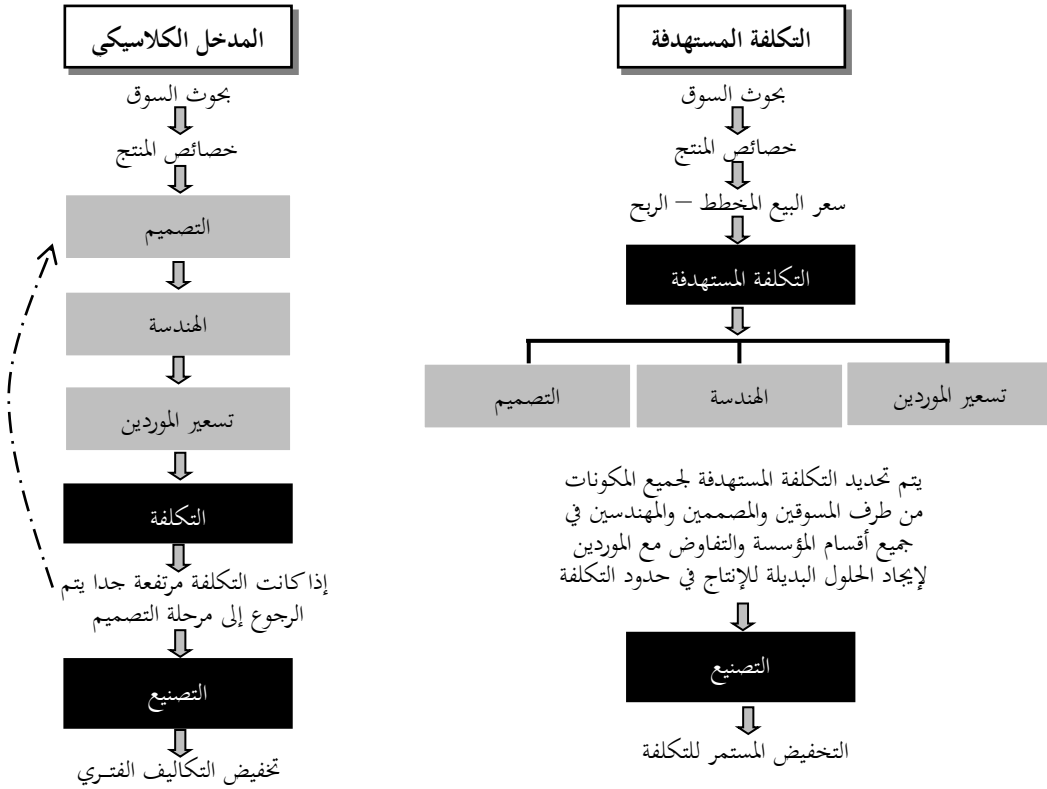 المدخل الكلاسيكي
بحوث السوق
خصائص المنتج
التصميم
الهندسة
تسعير الموردين
التكلفة
إذا كانت التكلفة مرتفعة جدا يتم
الرجوع إلى مرحلة التصميم
التصنيع
تخفيض التكاليف الفتـري
التكلفة المستهدفة
بحوث السوق
خصائص المنتج
سعر البيع المخطط – الربح
التكلفة المستهدفة
تسعير الموردين
الهندسة
التصميم
يتم تحديد التكلفة المستهدفة لجميع المكونات
من طرف المسوقين والمصممين والمهندسين في
جميع أقسام المؤسسة والتفاوض مع الموردين
لإيجاد الحلول البديلة للإنتاج في حدود التكلفة
التصنيع
التخفيض المستمر للتكلفة